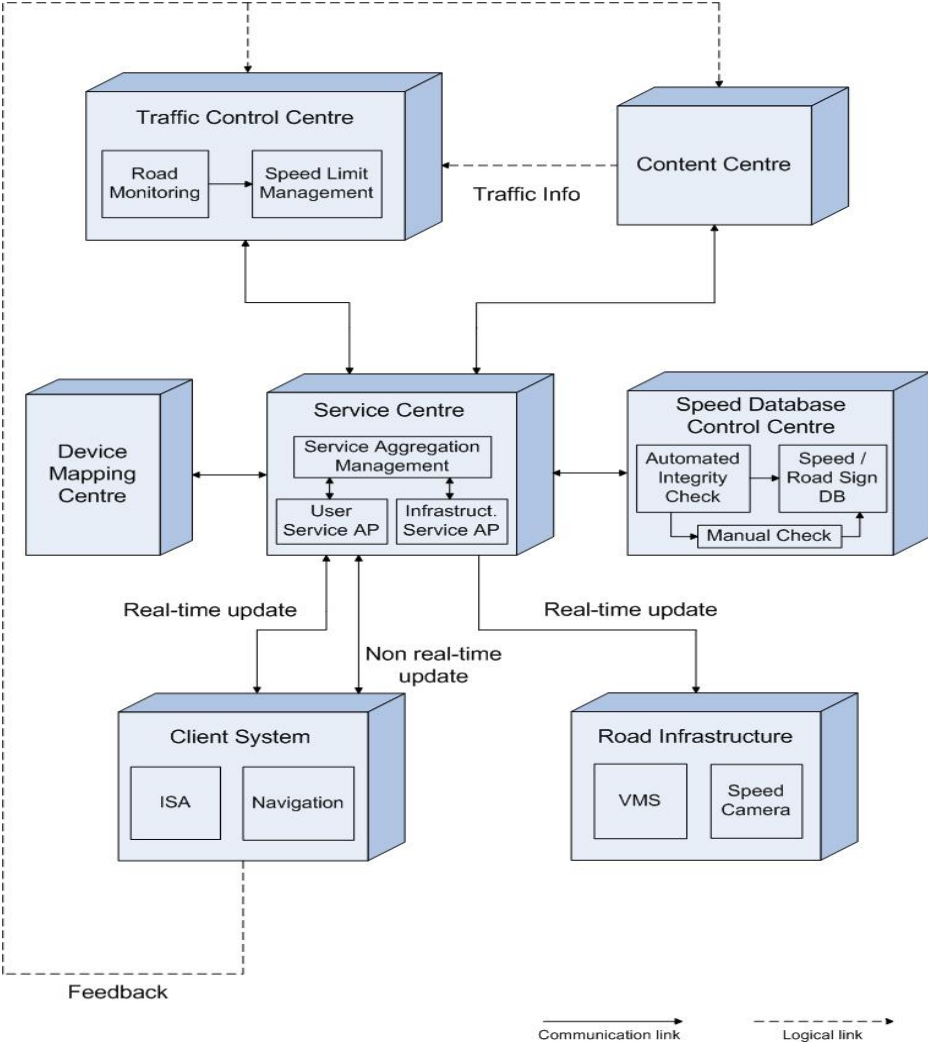 Traffic Control Centre
Road
Monitoring
Speed Limit
Management
Content Centre
Traffic Info
Device
Mapping
Centre
Service Centre
Service Aggregation
Management
User
Service AP
Infrastruct.
Service AP
Speed Database
Control Centre
Automated
Integrity
Check
Speed /
Road Sign
DB
Manual Check
Real-time update
Non real-time
update
Real-time update
Client System
ISA
Navigation
Road Infrastructure
VMS
Speed
Camera
Feedback
Communication link
Logical link